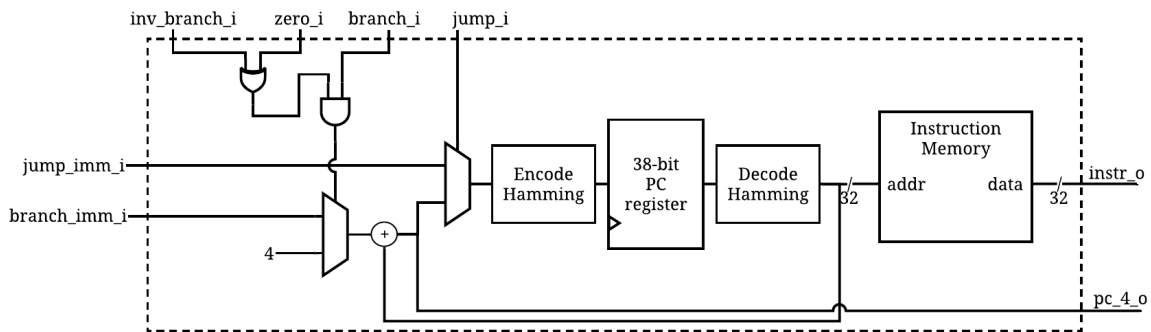 inv_branch_i zero_i branch_i jump_i
jump_imm_i
branch_imm_i
4
+
Encode
Hamming
38-bit
PC
register
Decode
Hamming
32
Instruction
Memory
addr data
32
instr_o
pc_4_o